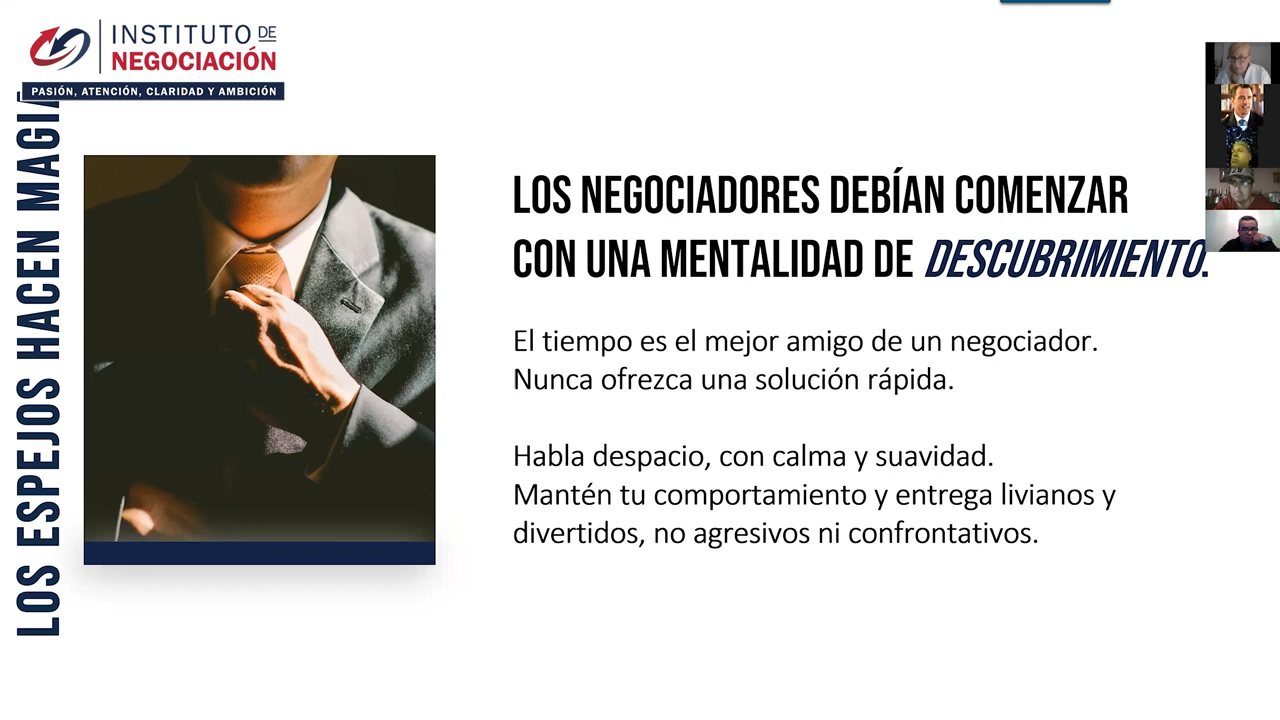 INSTITUTO DE
NEGOCIACIÓN
PASIÓN, ATENCIÓN, CLARIDAD Y AMBICIÓN
LOS ESPEJOS HACEN MAGIA
LOS NEGOCIADORES DEBÍAN COMENZAR
CON UNA MENTALIDAD DE DESCUBRIMIENTO.
El tiempo es el mejor amigo de un negociador.
Nunca ofrezca una solución rápida.
Habla despacio, con calma y suavidad.
Mantén tu comportamiento y entrega livianos y
divertidos, no agresivos ni confrontativos.